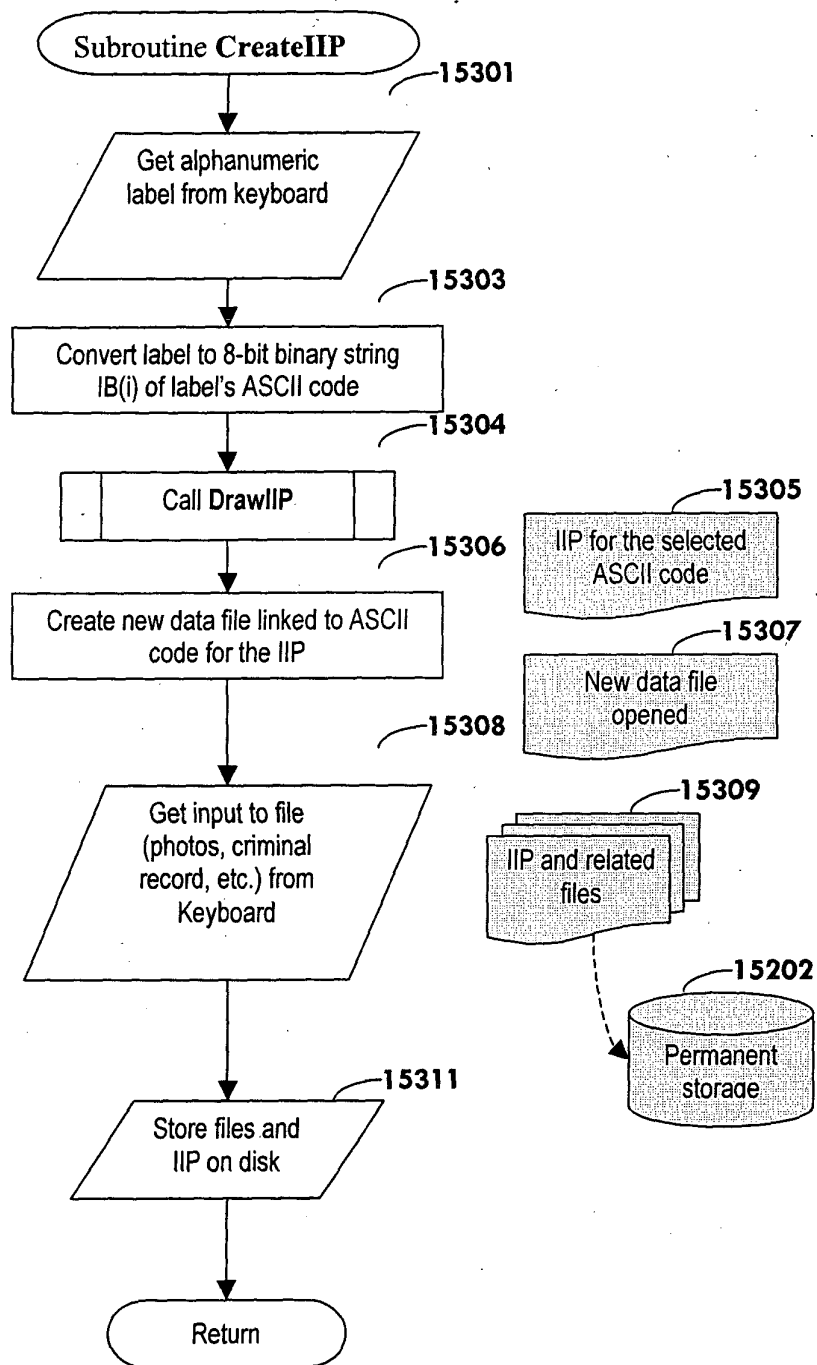 Subroutine CreateIIP
15301
Get alphanumeric
label from keyboard
15303
Convert label to 8-bit binary string
IB(i) of label's ASCII code
15304
Call DrawIIP
15305
IIP for the selected
ASCII code
15306
Create new data file linked to ASCII
code for the IIP
15307
New data file
opened
15308
Get input to file
(photos, criminal
record, etc.) from
Keyboard
15309
IIP and related
files
15202
Permanent
storage
15311
Store files and
IIP on disk
Return